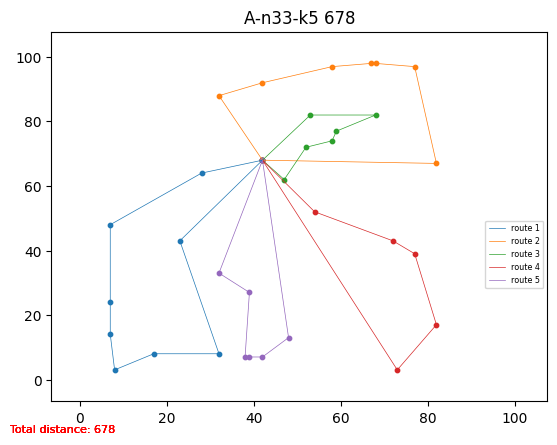 A-n33-k5 678
100
80
60
40
20
0
0 20 40 60 80 100
route 1
route 2
route 3
route 4
route 5
Total distance: 678